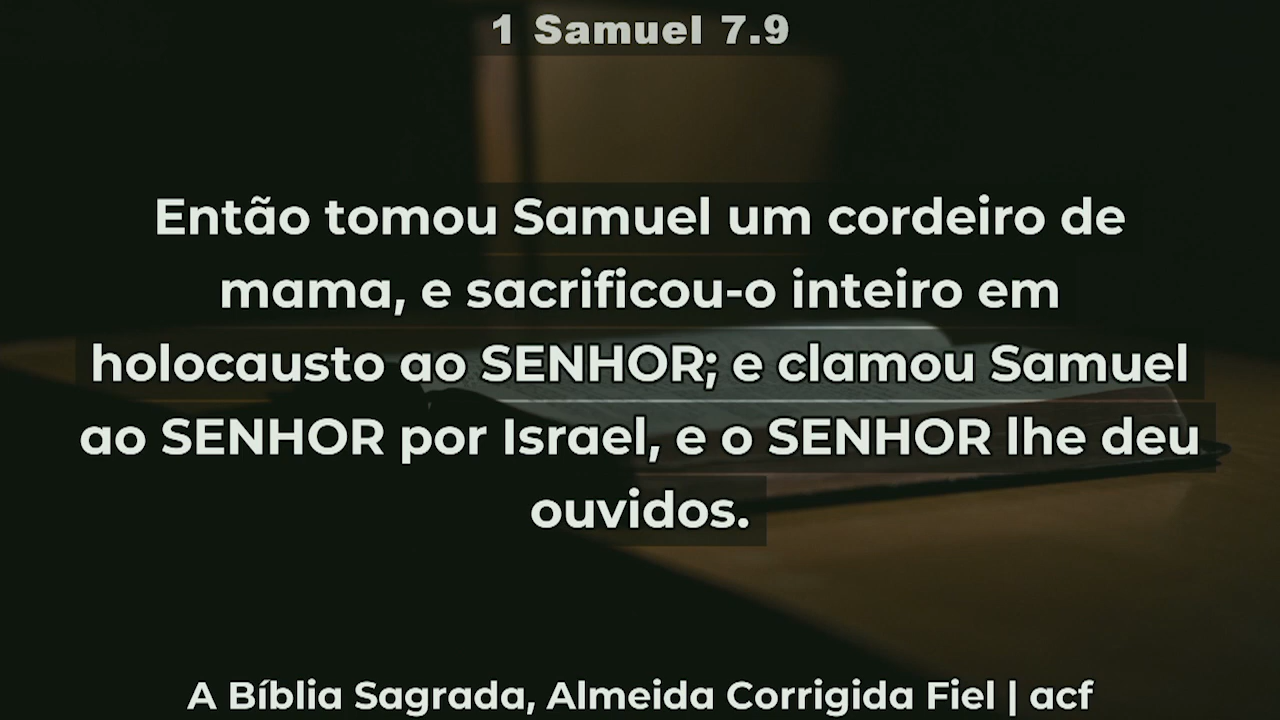 1 Samuel 7.9
Então tomou Samuel um cordeiro de
mama, e sacrificou-o inteiro em
holocausto ao SENHOR; e clamou Samuel
ao SENHOR por Israel, e o SENHOR lhe deu
ouvidos.
A Bíblia Sagrada, Almeida Corrigida Fiel | acf